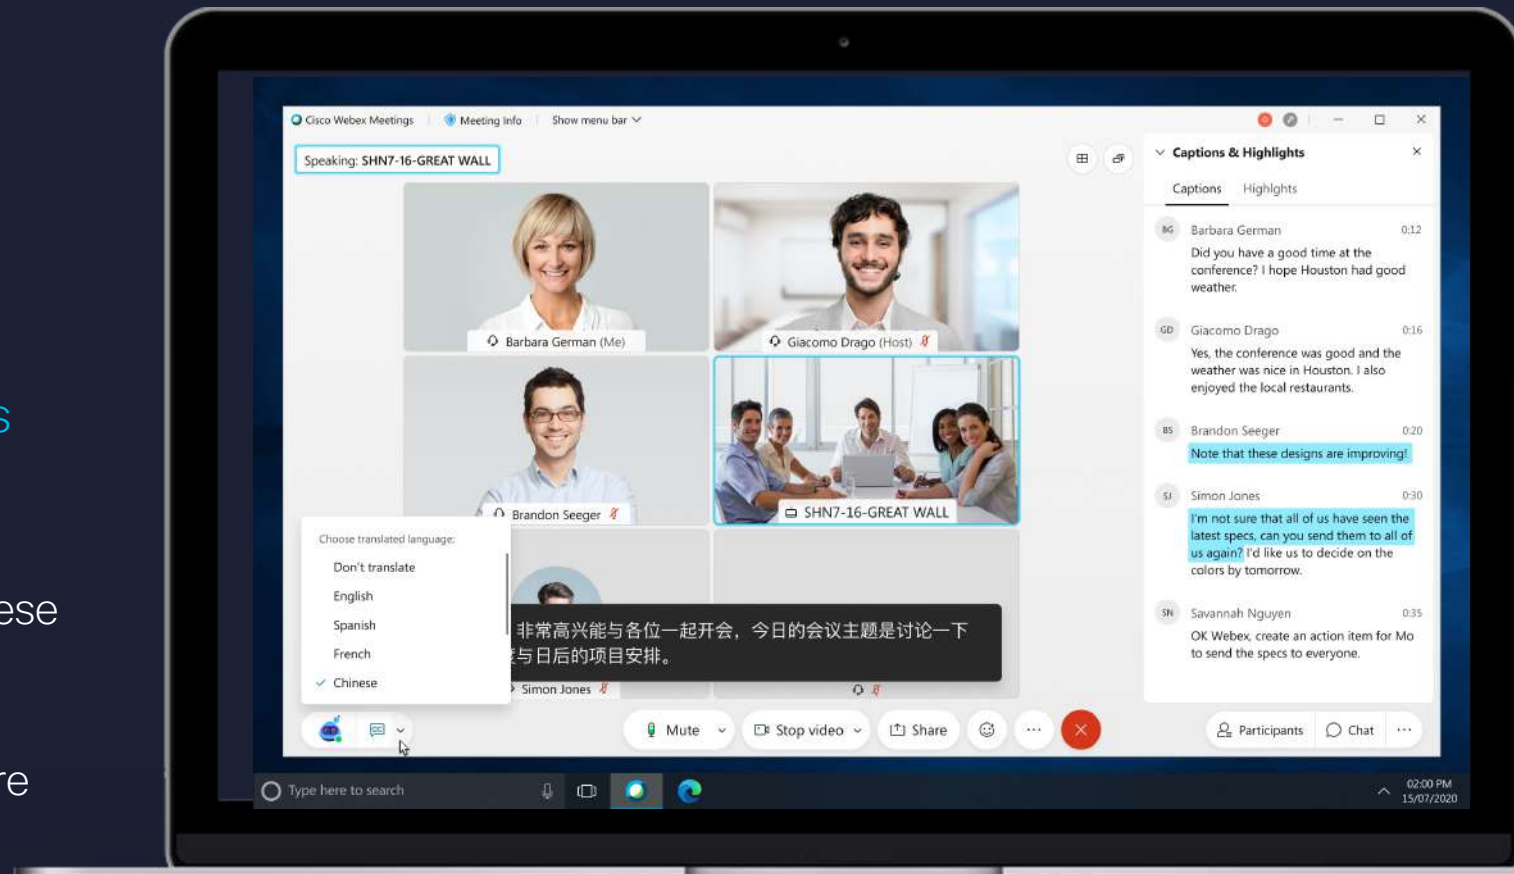 s
ese
re
Cisco Webex Meetings
Meeting Info
Show menu bar
Speaking: SHN7-16-GREAT WALL
Barbara German (Me)
Giacomo Drago (Host)
Brandon Seeger
SHN7-16-GREAT WALL
Simon Jones
Choose translated language:
Don't translate
English
Spanish
French
Chinese
非常高兴能与各位一起开会，今日的会议主题是讨论一下
与日后的项目安排。
Mute
Stop video
Share
Captions & Highlights
Captions
Highlghts
BG Barbara German 0:12
Did you have a good time at the
conference? I hope Houston had good
weather.
GD Giacomo Drago 0:16
Yes, the conference was good and the
weather was nice in Houston. I also
enjoyed the local restaurants.
BS Brandon Seeger 0:20
Note that these designs are improving!
SJ Simon Jones 0:30
I'm not sure that all of us have seen the
latest specs, can you send them to all of
us again? I'd like us to decide on the
colors by tomorrow.
SN Savannah Nguyen 0:35
OK Webex, create an action item for Mo
to send the specs to everyone.
Participants
Chat
Type here to search
02:00 PM
15/07/2020